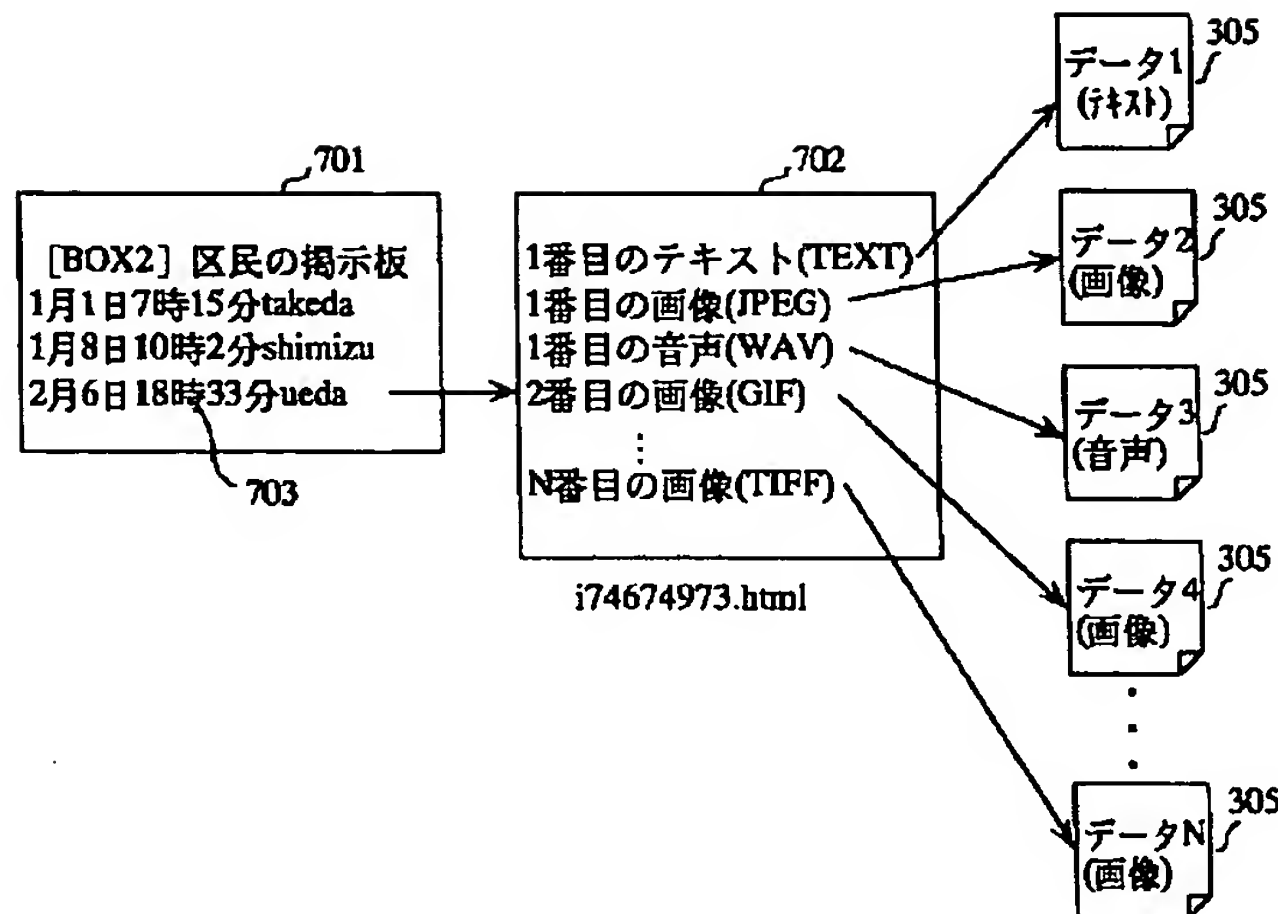 701
[BOX2] 区民の掲示板
1月1日7時15分takeda
1月8日10時2分shimizu
2月6日18時33分ueda
703
702
1番目のテキスト(TEXT)
1番目の画像(JPEG)
1番目の音声(WAV)
2番目の画像(GIF)
⋮
N番目の画像(TIFF)
i74674973.html
305
データ1
(テキスト)
305
データ2
(画像)
305
データ3
(音声)
305
データ4
(画像)
305
データN
(画像)